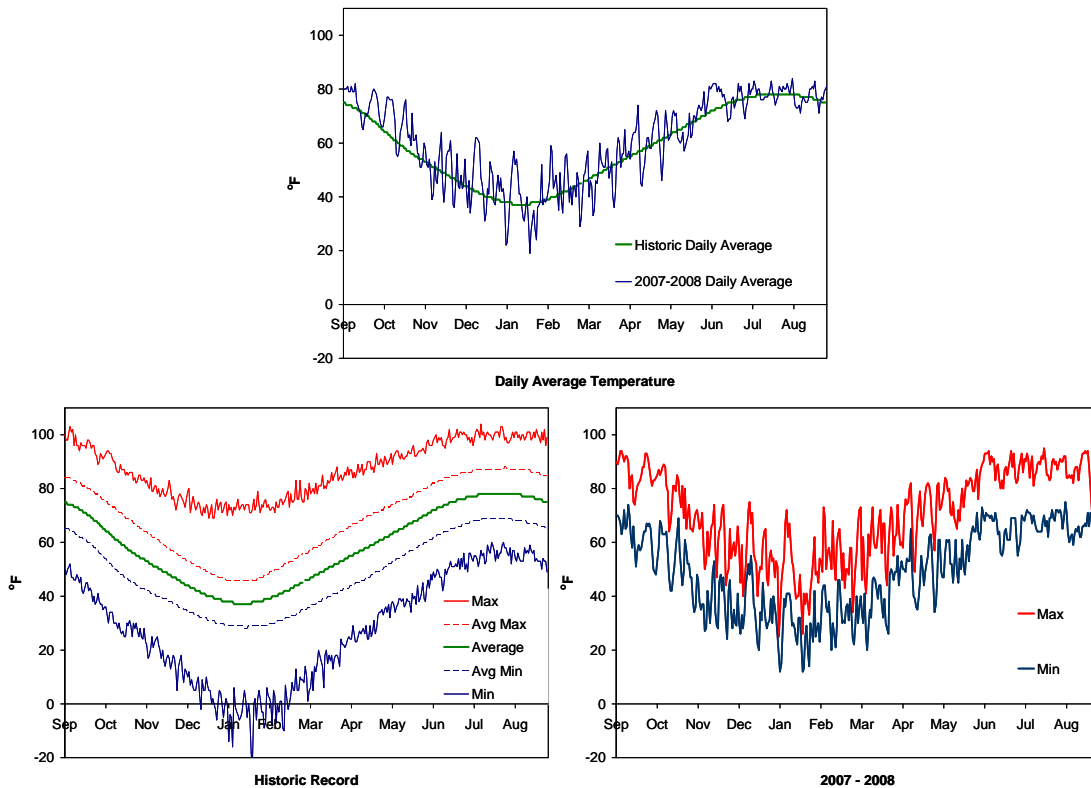 100
80
60
40
20
0
-20
°F
Sep Oct Nov Dec Jan Feb Mar Apr May Jun Jul Aug
Historic Daily Average
2007-2008 Daily Average
Daily Average Temperature
100
80
60
40
20
0
-20
°F
Sep Oct Nov Dec Jan Feb Mar Apr May Jun Jul Aug
Max
Avg Max
Average
Avg Min
Min
Historic Record
100
80
60
40
20
0
-20
°F
Sep Oct Nov Dec Jan Feb Mar Apr May Jun Jul Aug
Max
Min
2007 - 2008